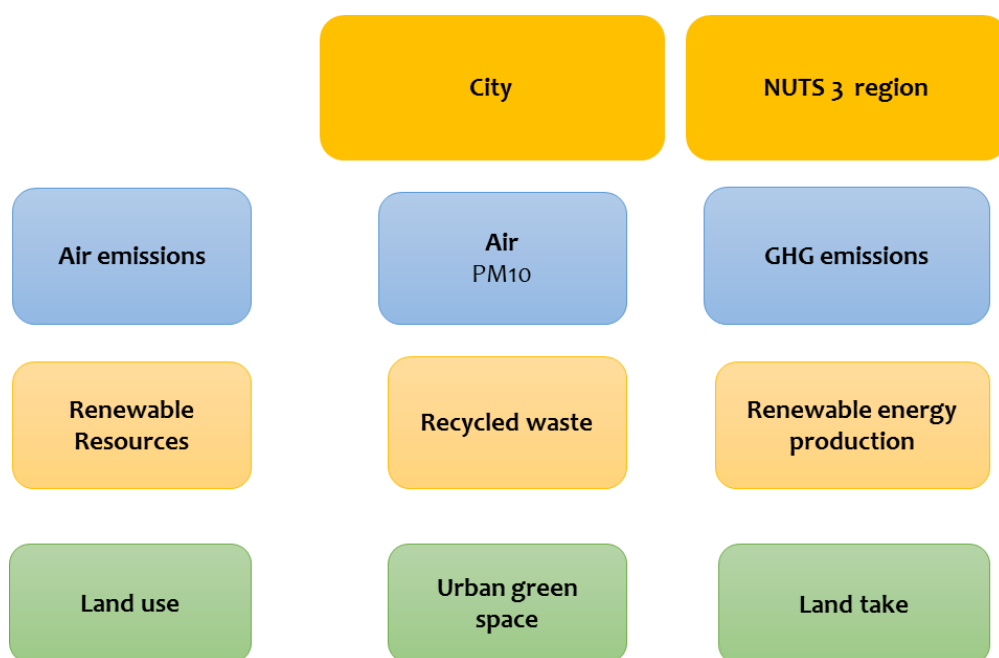 City
NUTS 3 region
Air emissions
Air
PM10
GHG emissions
Renewable
Resources
Recycled waste
Renewable energy
production
Land use
Urban green
space
Land take